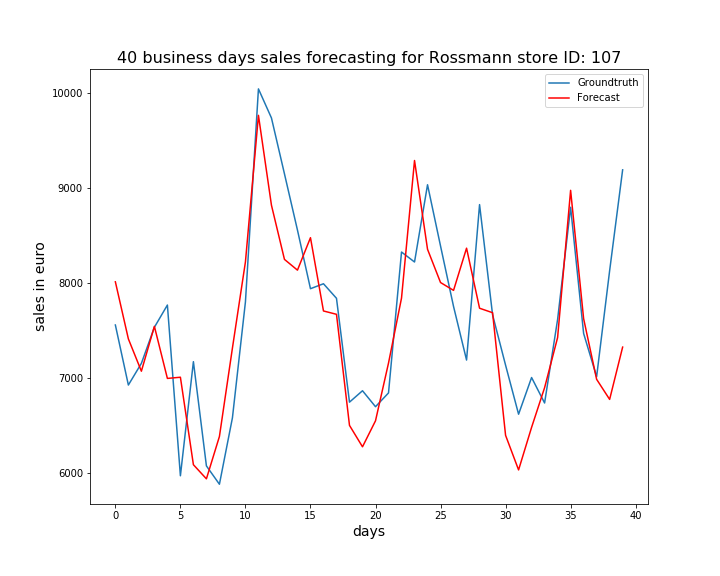 40 business days sales forecasting for Rossmann store ID: 107
Groundtruth
Forecast
10000
9000
8000
7000
6000
sales in euro
0 5 10 15 20 25 30 35 40
days